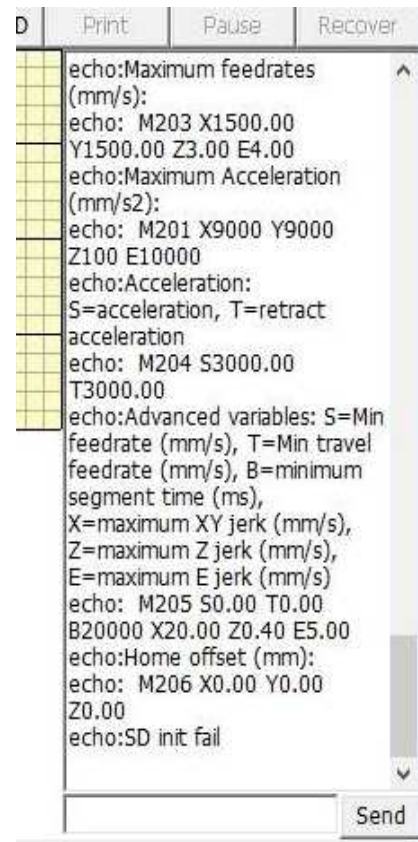 D Print Pause Recover
echo:Maximum feedrates
(mm/s):
echo:  M203 X1500.00
Y1500.00 Z3.00 E4.00
echo:Maximum Acceleration
(mm/s2):
echo:  M201 X9000 Y9000
Z100 E10000
echo:Acceleration:
S=acceleration, T=retract
acceleration
echo:  M204 S3000.00
T3000.00
echo:Advanced variables: S=Min
feedrate (mm/s), T=Min travel
feedrate (mm/s), B=minimum
segment time (ms),
X=maximum XY jerk (mm/s),
Z=maximum Z jerk (mm/s),
E=maximum E jerk (mm/s)
echo:  M205 S0.00 T0.00
B20000 X20.00 Z0.40 E5.00
echo:Home offset (mm):
echo:  M206 X0.00 Y0.00
Z0.00
echo:SD init fail
Send